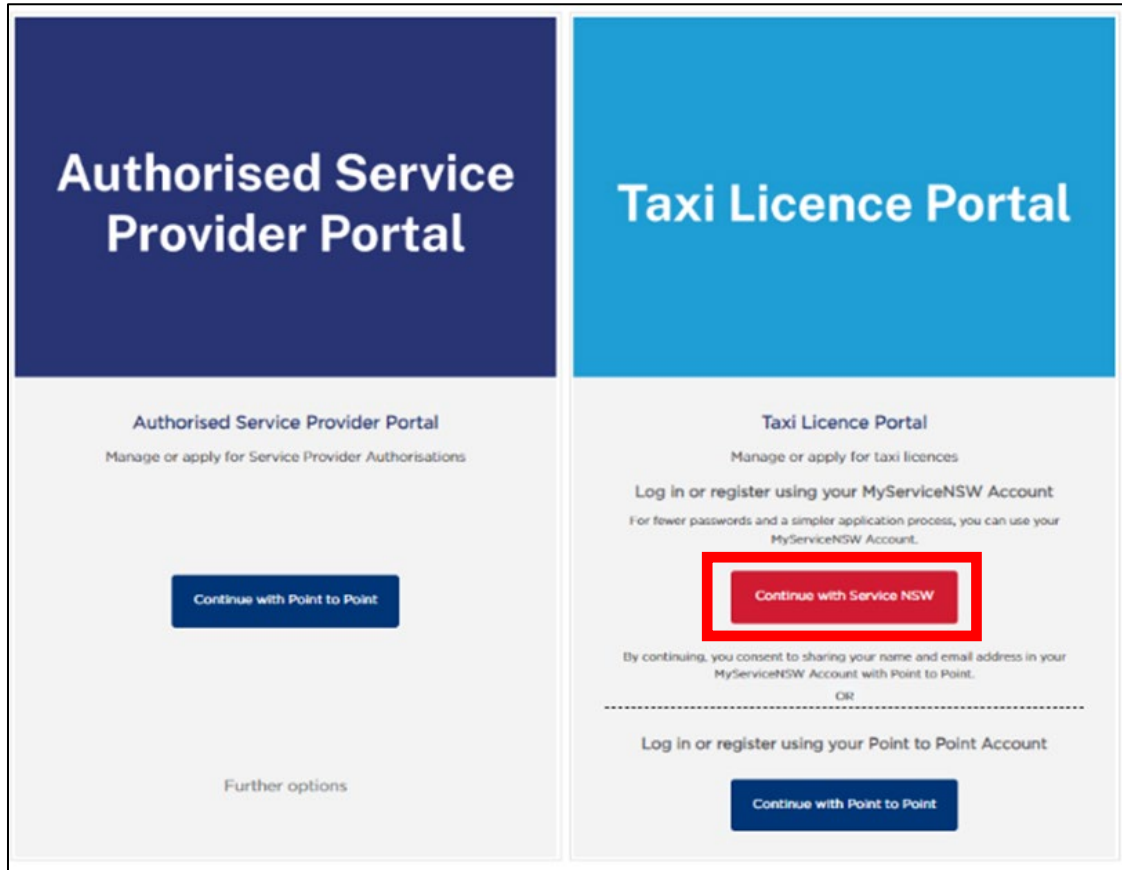 Authorised Service
Provider Portal
Authorised Service Provider Portal
Manage or apply for Service Provider Authorisations
Continue with Point to Point
Further options
Taxi Licence Portal
Taxi Licence Portal
Manage or apply for taxi licences
Log in or register using your MyServiceNSW Account
For fewer passwords and a simpler application process, you can use your
MyServiceNSW Account.
Continue with Service NSW
By continuing, you consent to sharing your name and email address in your
MyServiceNSW Account with Point to Point.
OR
Log in or register using your Point to Point Account
Continue with Point to Point